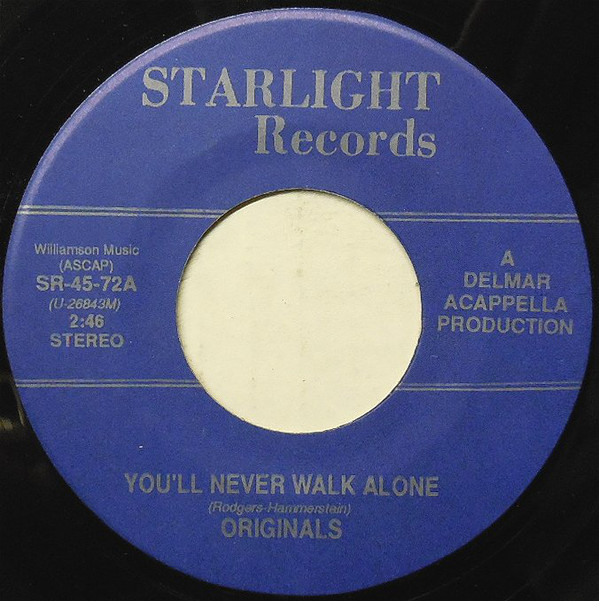 STARLIGHT
Records
Williamson Music
(ASCAP)
SR-45-72A
(U-26843M)
2:46
STEREO
A
DELMAR
ACAPPELLA
PRODUCTION
YOU'LL NEVER WALK ALONE
(Rodgers-Hammerstain)
ORIGINALS